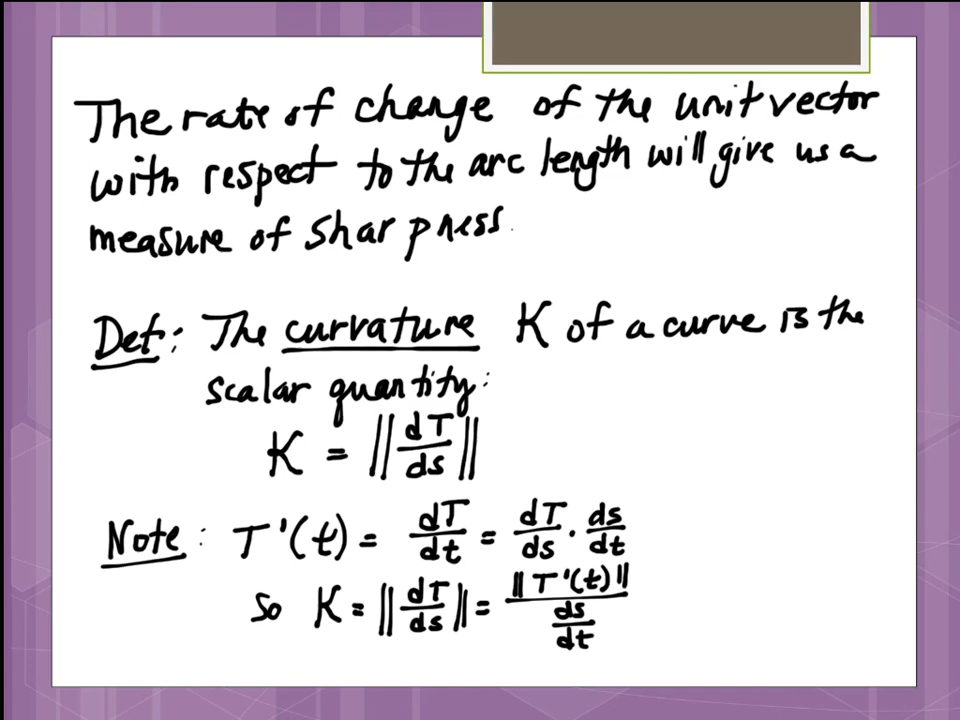 The rate of change of the unit vector
with respect to the arc length will give us a
measure of sharpness.
Def: The curvature K of a curve is the
scalar quantity:
K = ||dT/ds||
Note: T'(t) = dT/dt = dT/ds · ds/dt
so K = ||dT/ds|| = ||T'(t)||/(ds/dt)